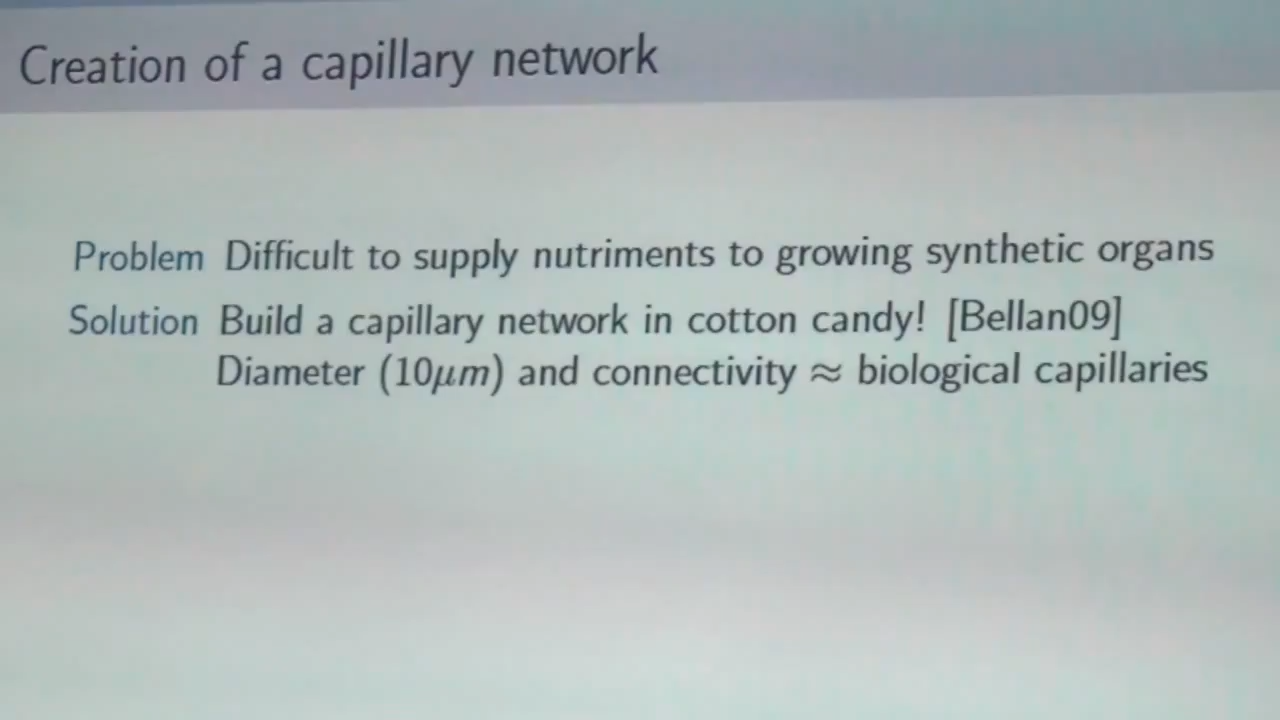 Creation of a capillary network
Problem Difficult to supply nutriments to growing synthetic organs
Solution Build a capillary network in cotton candy! [Bellan09]
Diameter (10μm) and connectivity ≈ biological capillaries